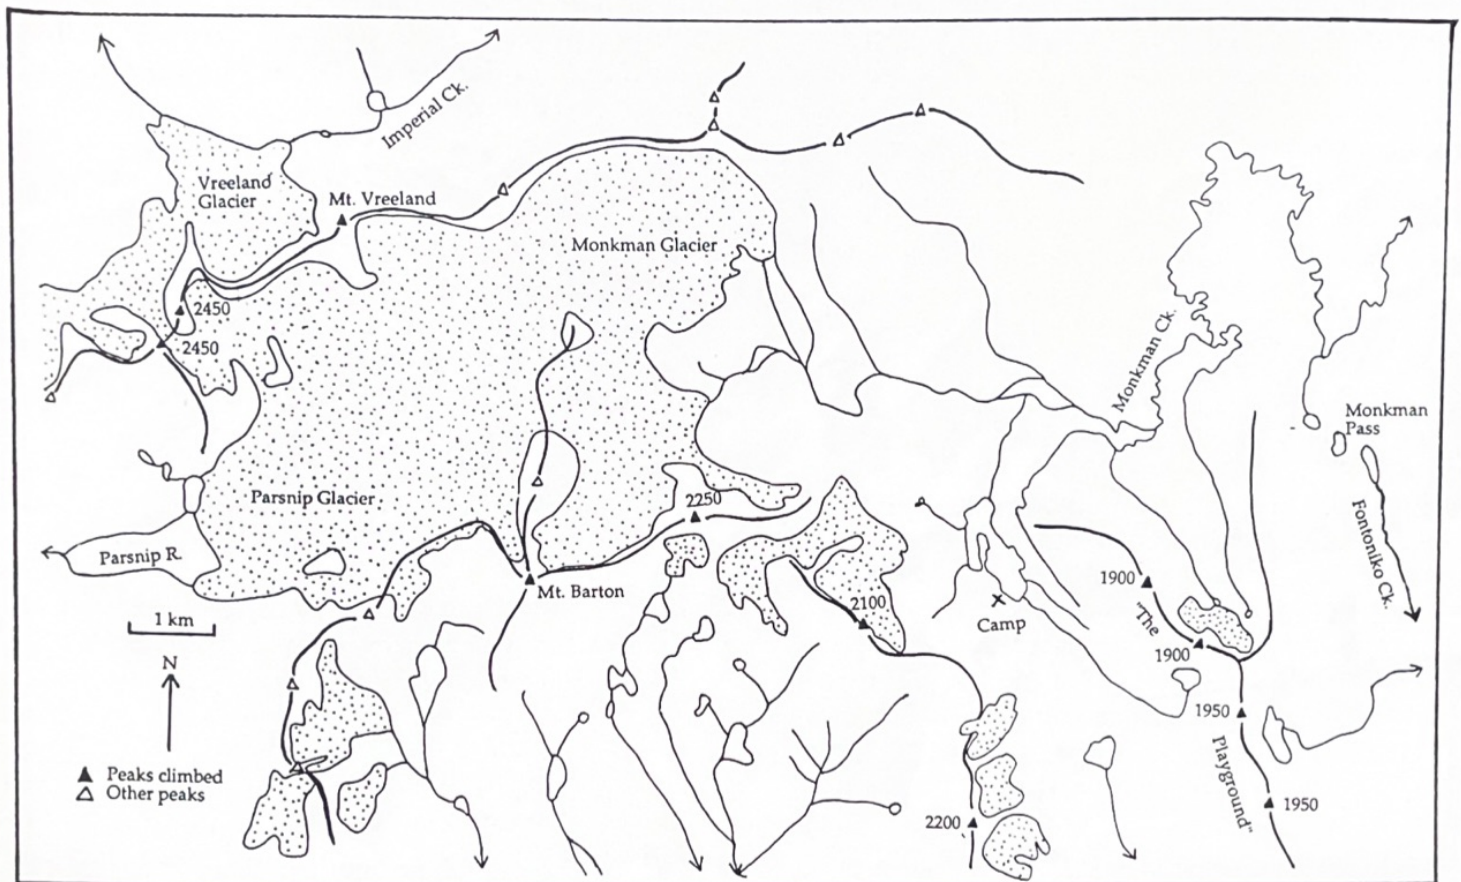 Imperial Ck.
Vreeland
Glacier
Mt. Vreeland
Monkman Glacier
2450
2450
Monkman Ck.
Monkman
Pass
Parsnip Glacier
2250
Fontoniko Ck.
Parsnip R.
Mt. Barton
1900
2100
"The
Camp
1 km
1900
N
1950
Playground"
Peaks climbed
Other peaks
1950
2200